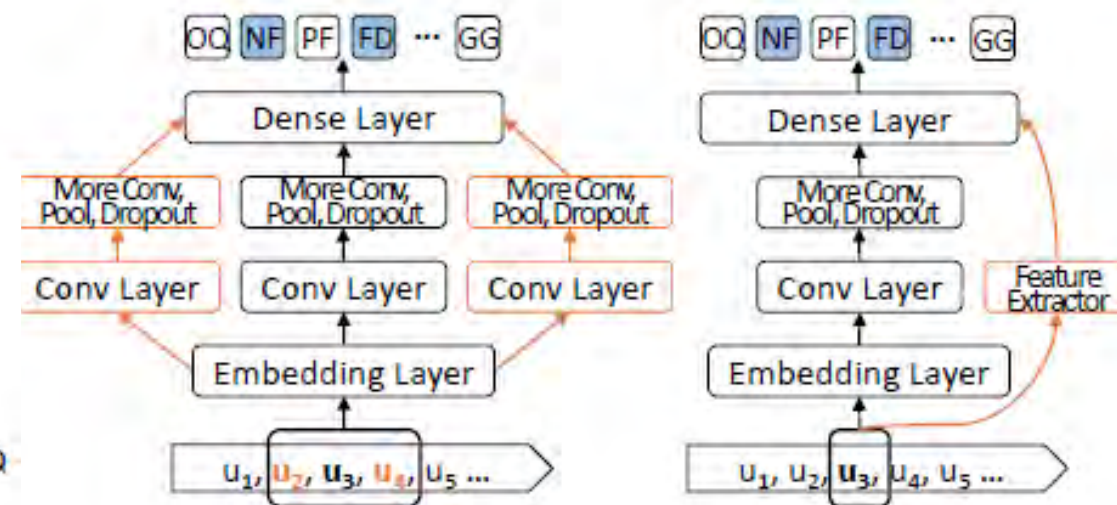 OQ NF PF FD ... GG
Dense Layer
More Conv,
Pool, Dropout
More Conv,
Pool, Dropout
More Conv,
Pool, Dropout
Conv Layer
Conv Layer
Conv Layer
Embedding Layer
u1, u2, u3, u4, u5 ...
OQ NF PF FD ... GG
Dense Layer
More Conv,
Pool, Dropout
Conv Layer
Feature
Extractor
Embedding Layer
u1, u2, u3, u4, u5 ...